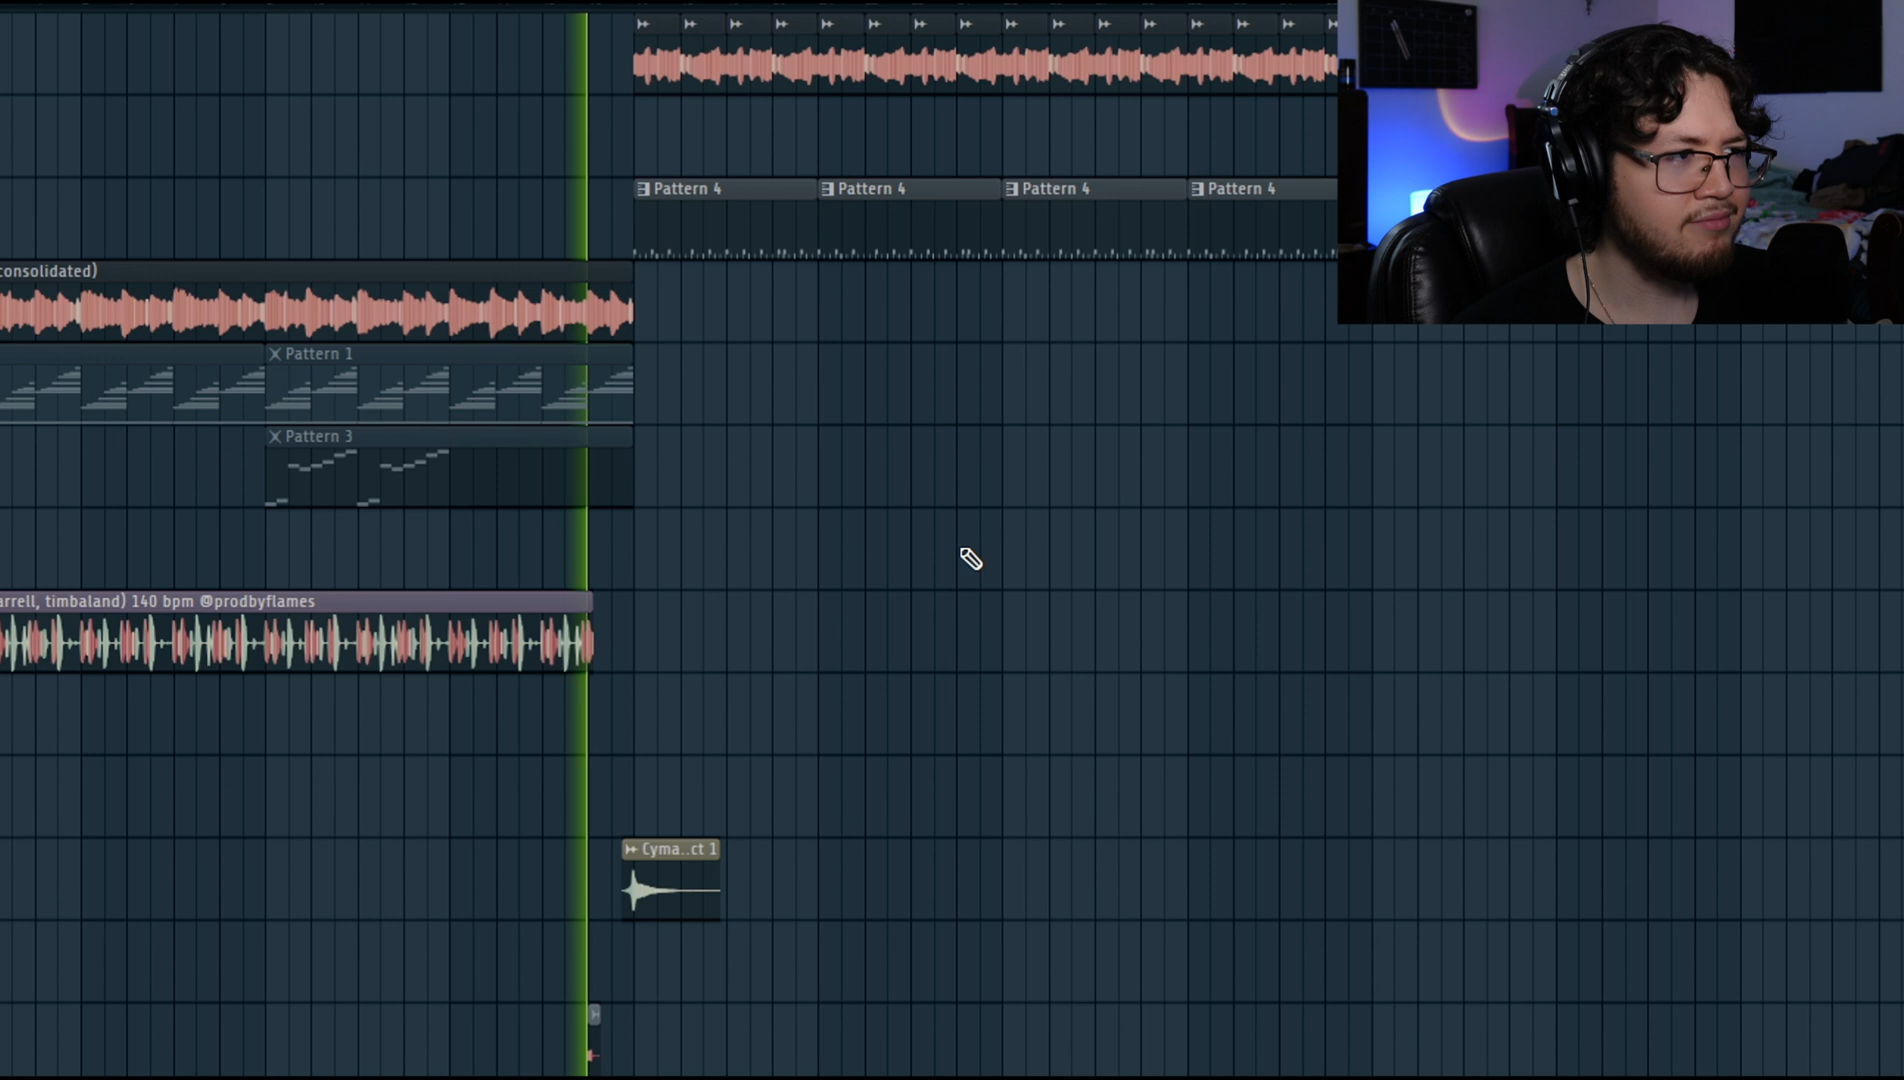 Pattern 4
Pattern 4
Pattern 4
Pattern 4
consolidated)
Pattern 1
Pattern 3
arrell, timbaland) 140 bpm @prodbyflames
Cyma..ct 1